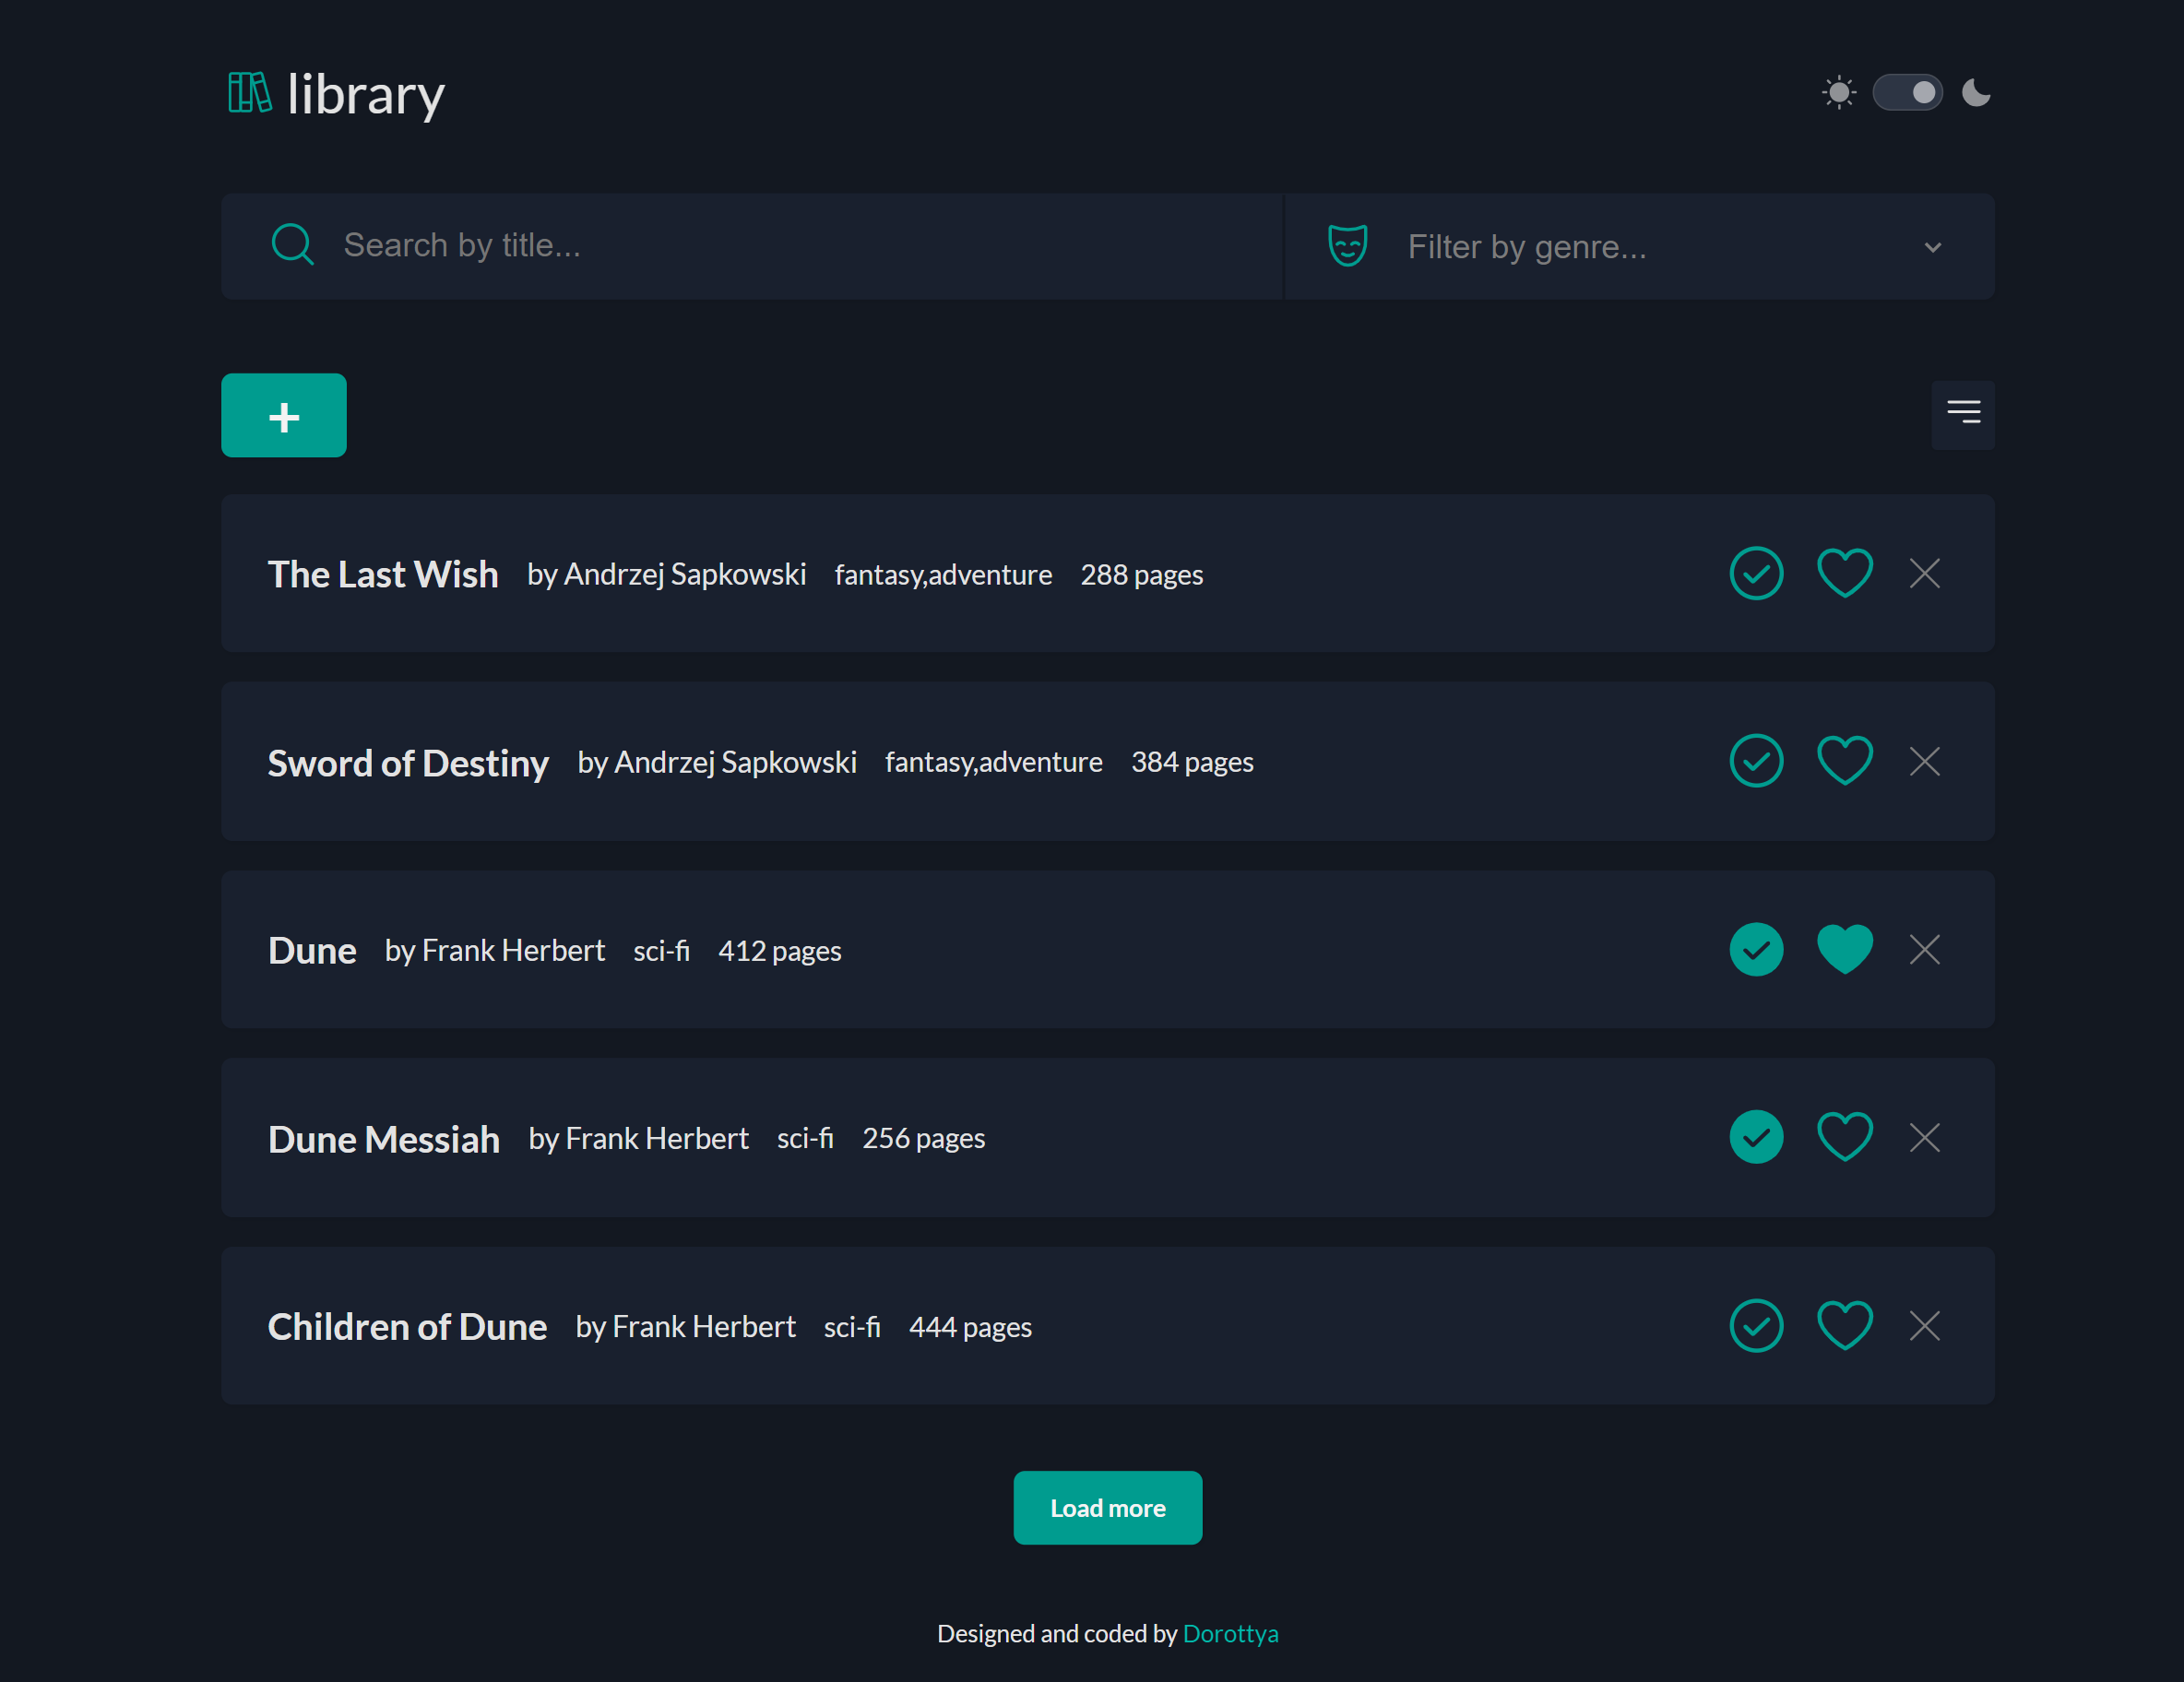 library
Search by title...
Filter by genre...
+
The Last Wish by Andrzej Sapkowski fantasy,adventure 288 pages
Sword of Destiny by Andrzej Sapkowski fantasy,adventure 384 pages
Dune by Frank Herbert sci-fi 412 pages
Dune Messiah by Frank Herbert sci-fi 256 pages
Children of Dune by Frank Herbert sci-fi 444 pages
Load more
Designed and coded by Dorottya